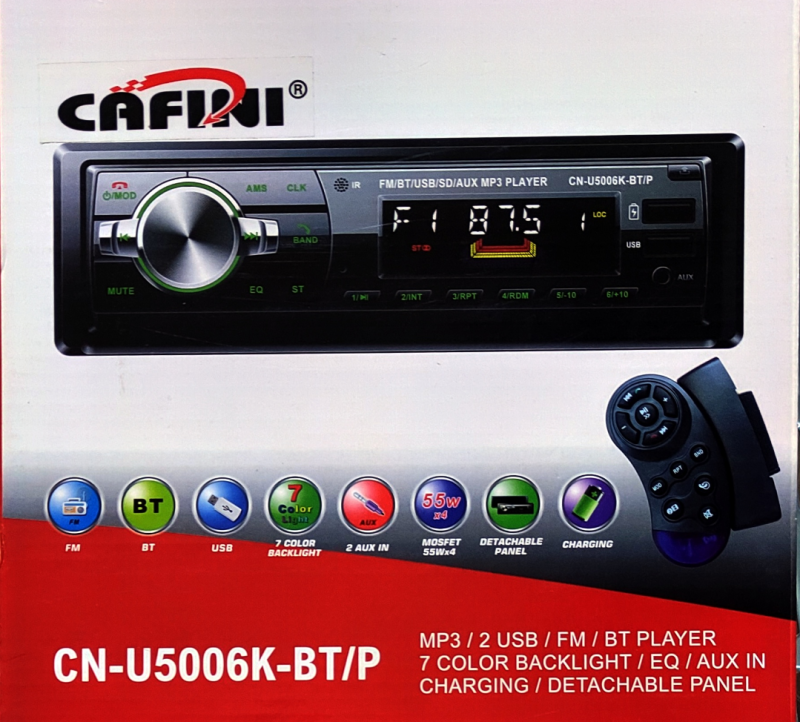 CAFINI®
IR FM/BT/USB/SD/AUX MP3 PLAYER CN-U5006K-BT/P
/MOD AMS CLK
F1 87.5 1 LOC
BAND
ST
USB
AUX
MUTE EQ ST
1/ 2/INT 3/RPT 4/RDM 5/-10 6/+10
RPT
FM BT 7 Color Light AUX 55W x4
FM BT USB 7 COLOR BACKLIGHT 2 AUX IN MOSFET 55Wx4 DETACHABLE PANEL CHARGING
CN-U5006K-BT/P
MP3 / 2 USB / FM / BT PLAYER
7 COLOR BACKLIGHT / EQ / AUX IN
CHARGING / DETACHABLE PANEL